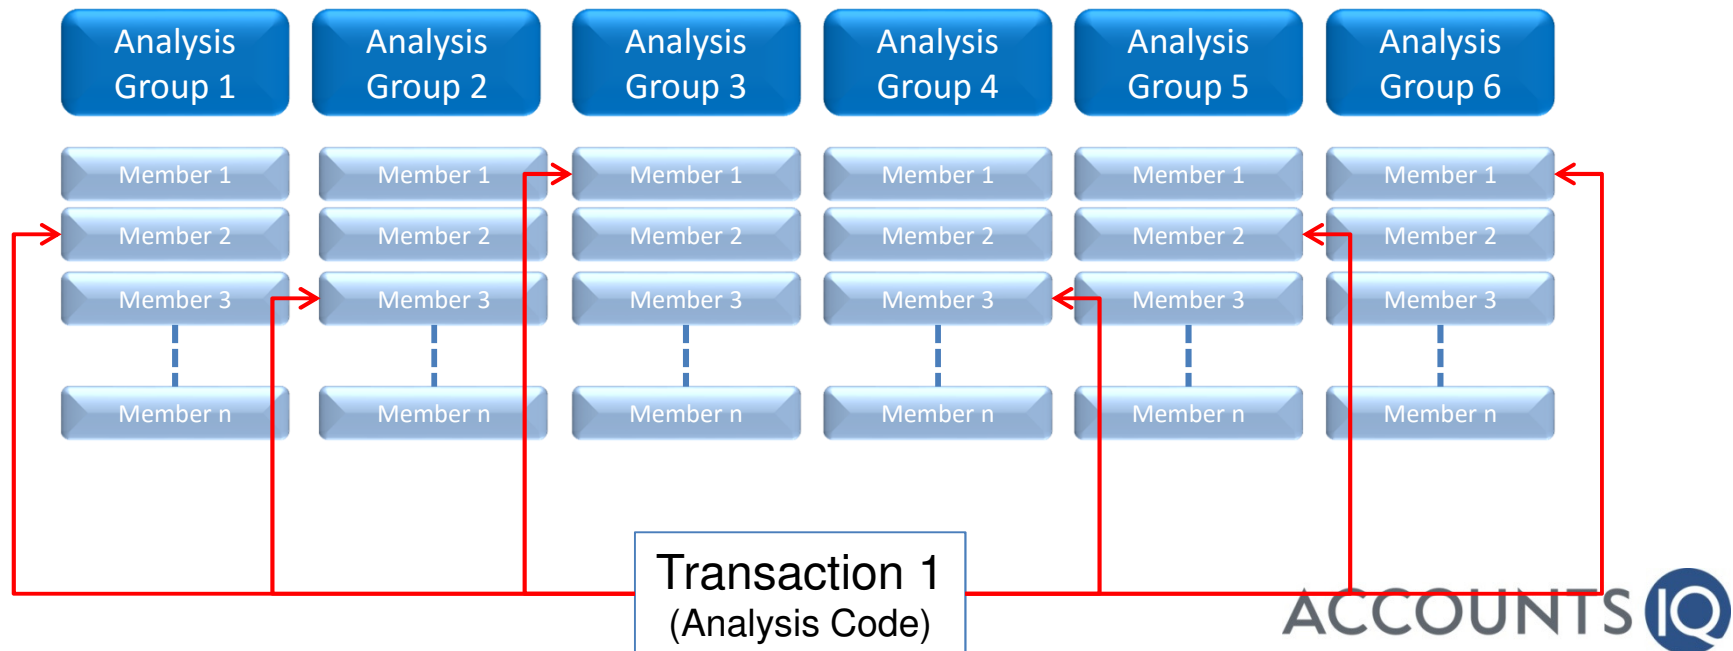 Analysis
Group 1
Analysis
Group 2
Analysis
Group 3
Analysis
Group 4
Analysis
Group 5
Analysis
Group 6
Member 1
Member 1
Member 1
Member 1
Member 1
Member 1
Member 2
Member 2
Member 2
Member 2
Member 2
Member 2
Member 3
Member 3
Member 3
Member 3
Member 3
Member 3
Member n
Member n
Member n
Member n
Member n
Member n
Transaction 1
(Analysis Code)
ACCOUNTS IQ